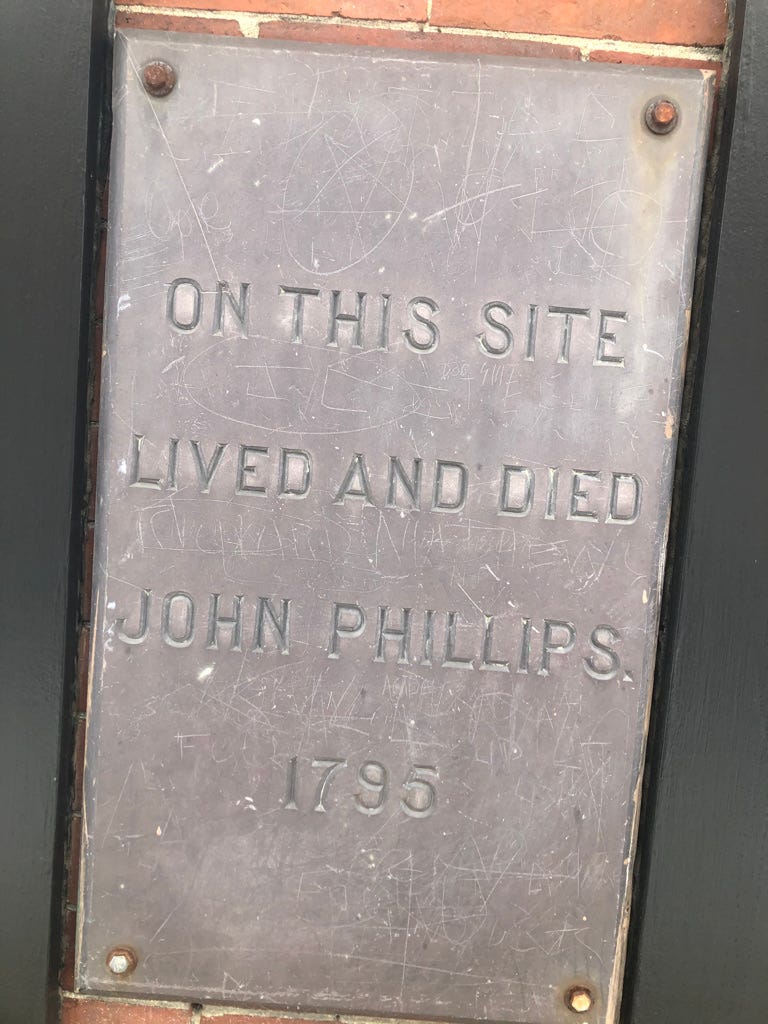 ON THIS SITE
LIVED AND DIED
JOHN PHILLIPS.
1795